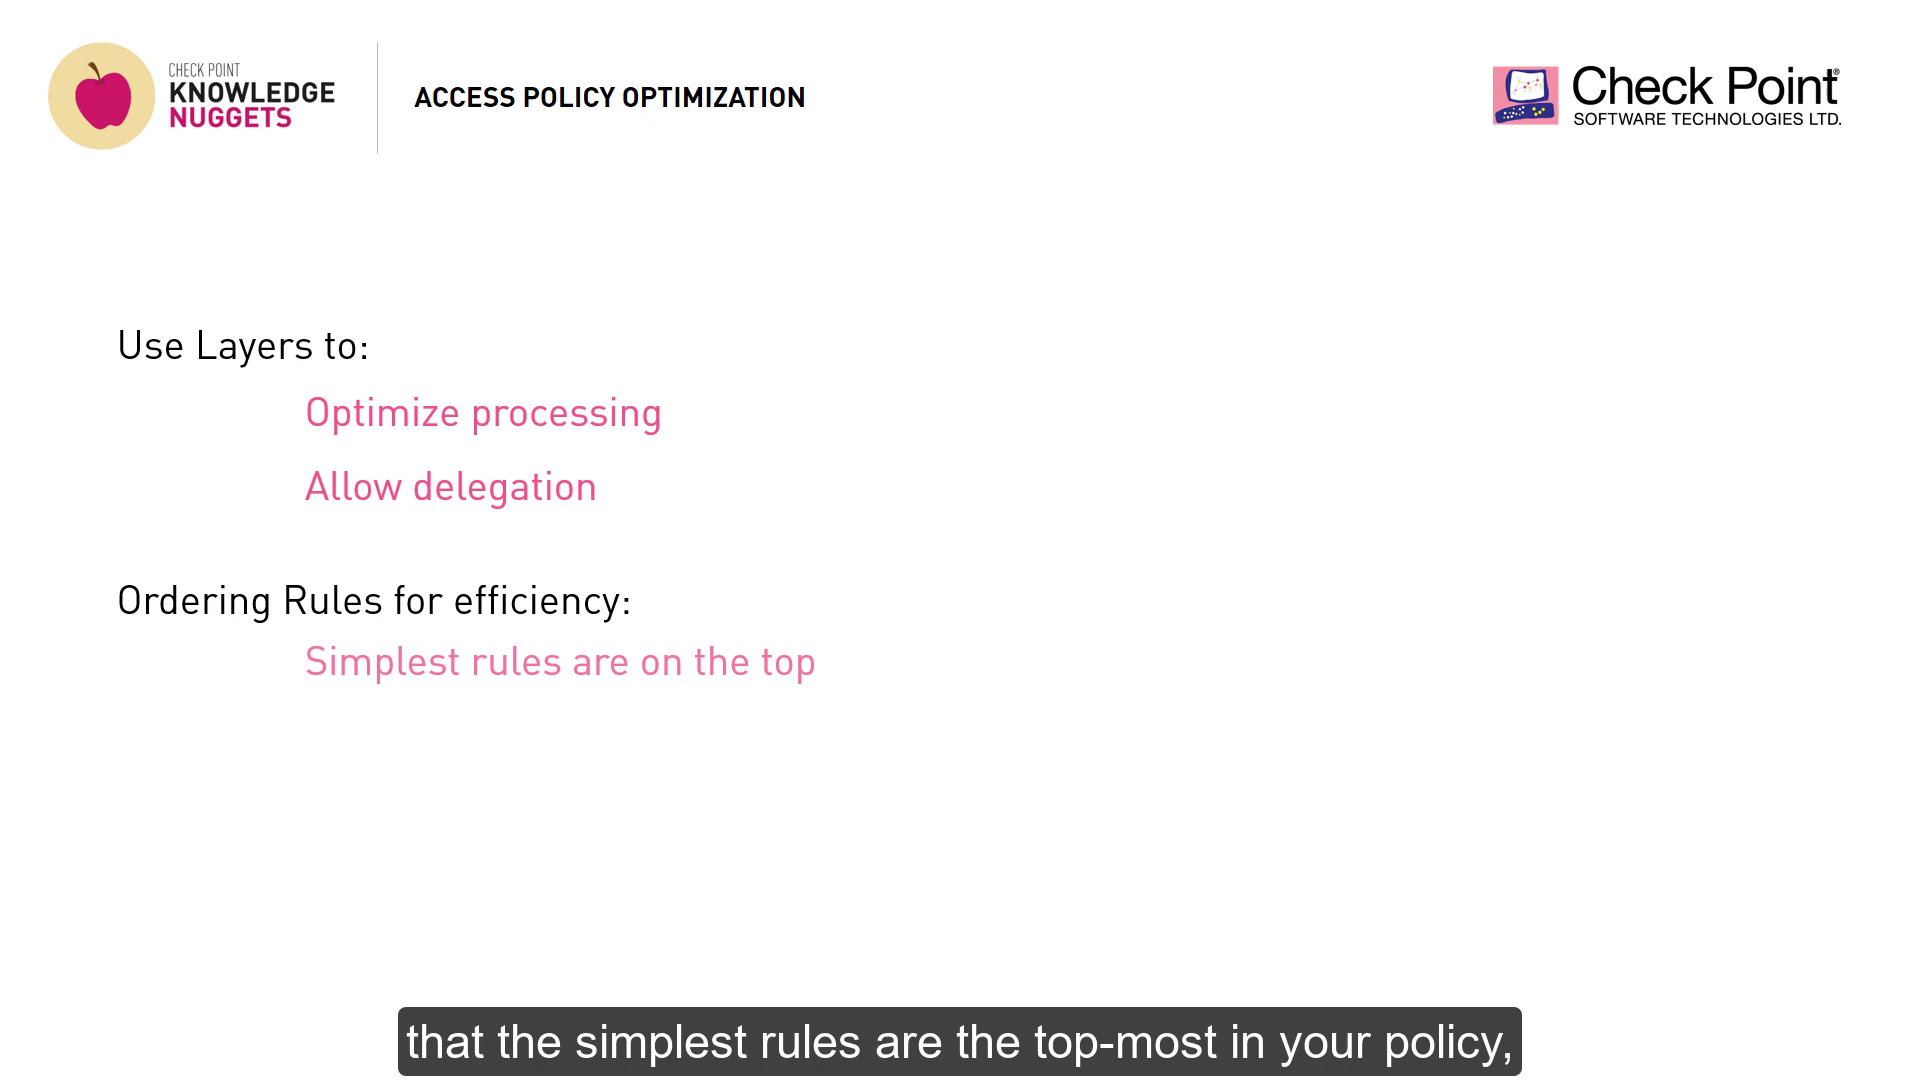 CHECK POINT
KNOWLEDGE
NUGGETS
ACCESS POLICY OPTIMIZATION
Check Point®
SOFTWARE TECHNOLOGIES LTD.
Use Layers to:
Optimize processing
Allow delegation
Ordering Rules for efficiency:
Simplest rules are on the top
that the simplest rules are the top-most in your policy,